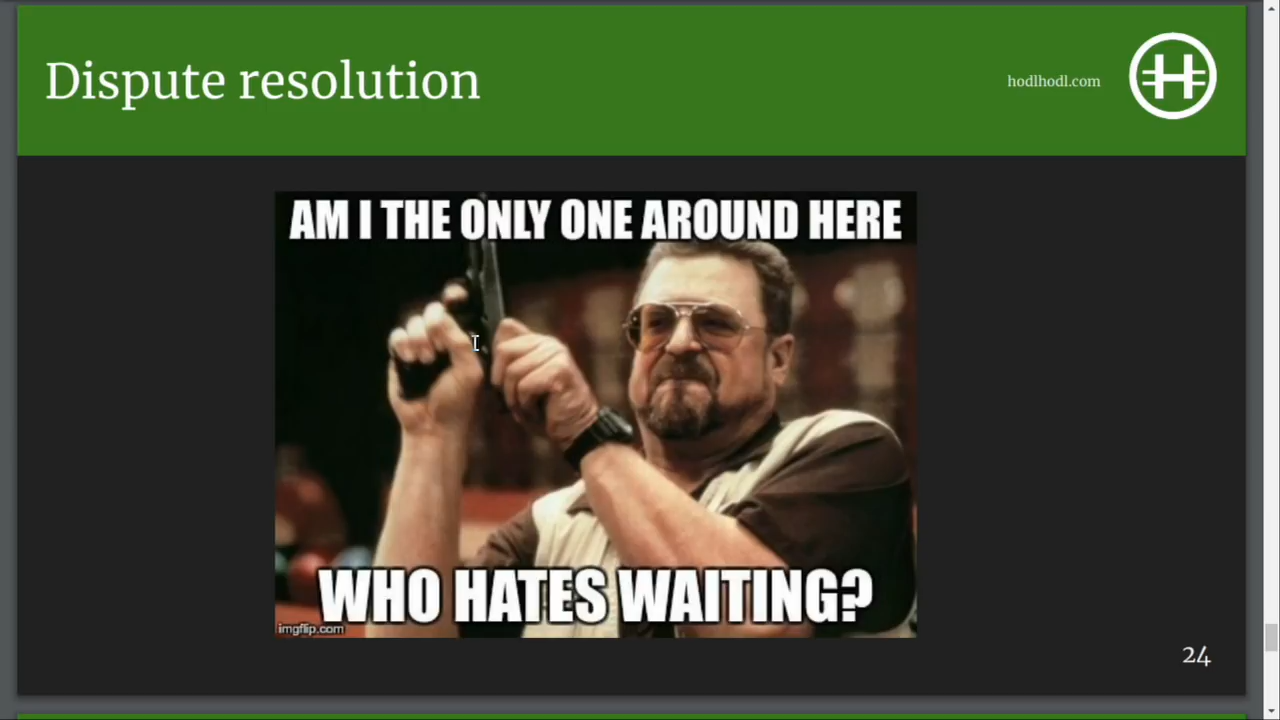 Dispute resolution
hodlhodl.com
AM I THE ONLY ONE AROUND HERE
WHO HATES WAITING?
imgflip.com
24